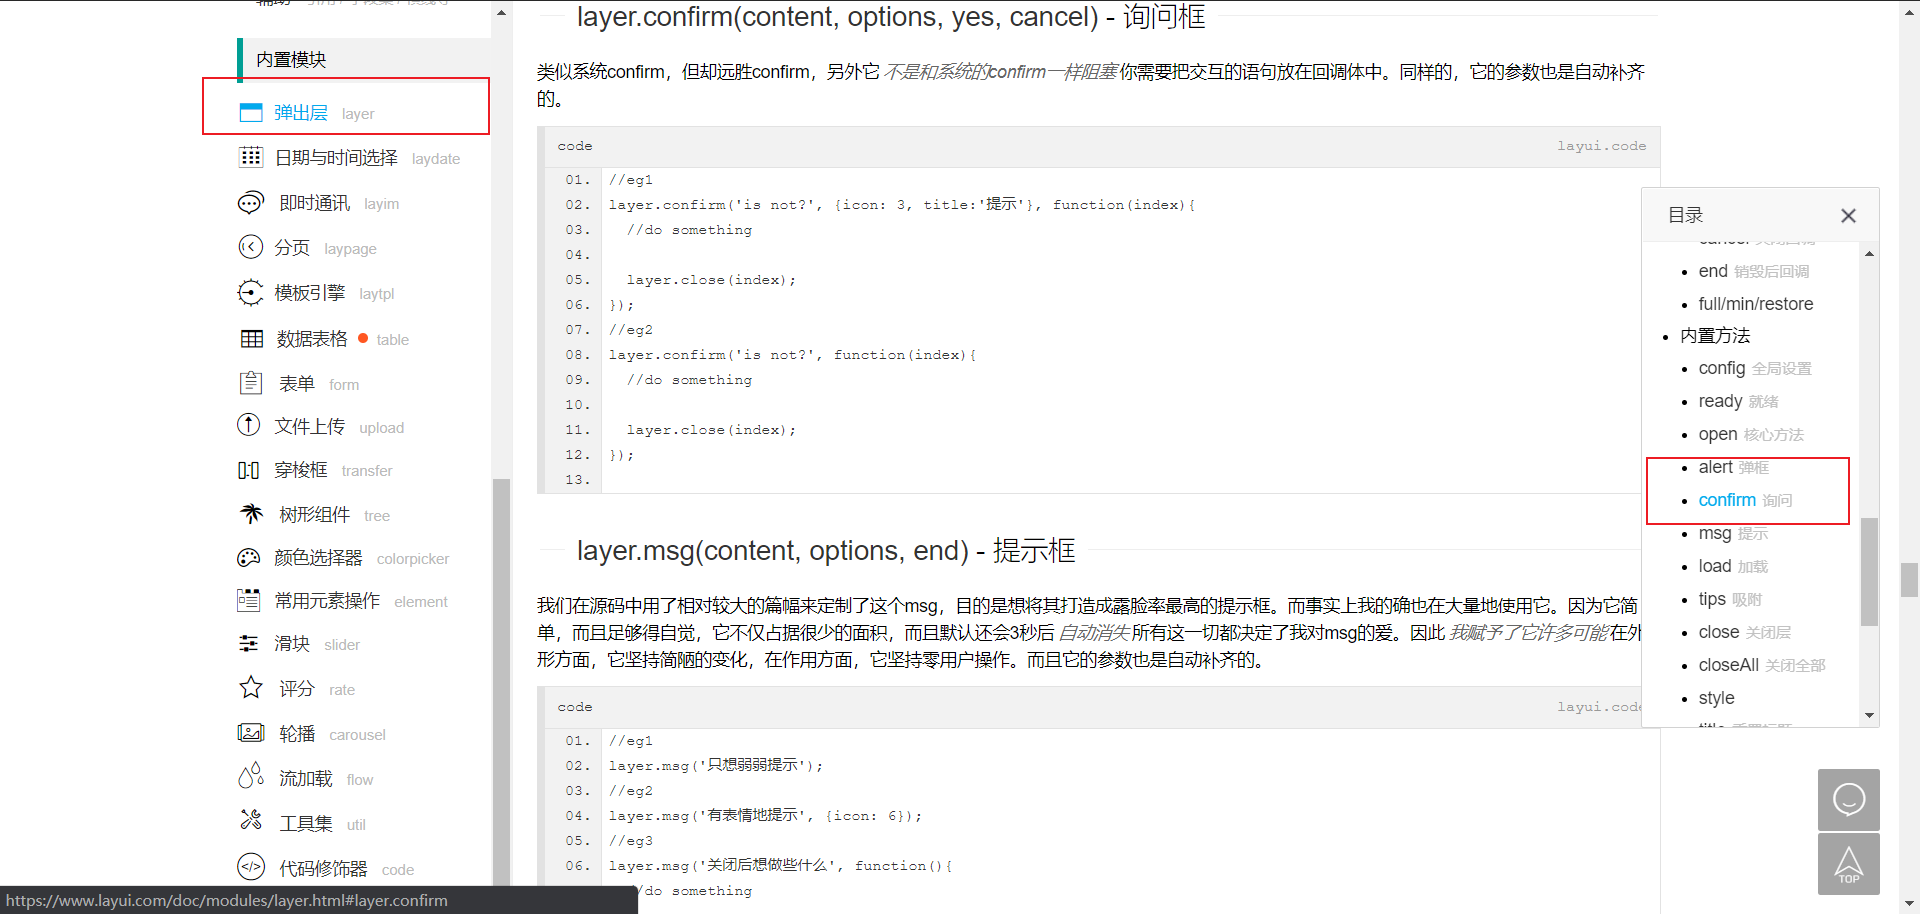 内置模块
弹出层 layer
日期与时间选择 laydate
即时通讯 layim
分页 laypage
模板引擎 laytpl
数据表格 table
表单 form
文件上传 upload
穿梭框 transfer
树形组件 tree
颜色选择器 colorpicker
常用元素操作 element
滑块 slider
评分 rate
轮播 carousel
流加载 flow
工具集 util
代码修饰器 code
https://www.layui.com/doc/modules/layer.html#layer.confirm
layer.confirm(content, options, yes, cancel) - 询问框
类似系统confirm，但却远胜confirm，另外它 不是和系统的confirm一样阻塞 你需要把交互的语句放在回调体中。同样的，它的参数也是自动补齐
的。
code layui.code
01. //eg1
02. layer.confirm('is not?', {icon: 3, title:'提示'}, function(index){
03. //do something
04.
05. layer.close(index);
06. });
07. //eg2
08. layer.confirm('is not?', function(index){
09. //do something
10.
11. layer.close(index);
12. });
13.
layer.msg(content, options, end) - 提示框
我们在源码中用了相对较大的篇幅来定制了这个msg，目的是想将其打造成露脸率最高的提示框。而事实上我的确也在大量地使用它。因为它简
单，而且足够得自觉，它不仅占据很少的面积，而且默认还会3秒后 自动消失 所有这一切都决定了我对msg的爱。因此 我赋予了它许多可能 在外
形方面，它坚持简陋的变化，在作用方面，它坚持零用户操作。而且它的参数也是自动补齐的。
code layui.code
01. //eg1
02. layer.msg('只想弱弱提示');
03. //eg2
04. layer.msg('有表情地提示', {icon: 6});
05. //eg3
06. layer.msg('关闭后想做些什么', function(){
/do something
目录
end 销毁后回调
full/min/restore
内置方法
config 全局设置
ready 就绪
open 核心方法
alert 弹框
confirm 询问
msg 提示
load 加载
tips 吸附
close 关闭层
closeAll 关闭全部
style
TOP